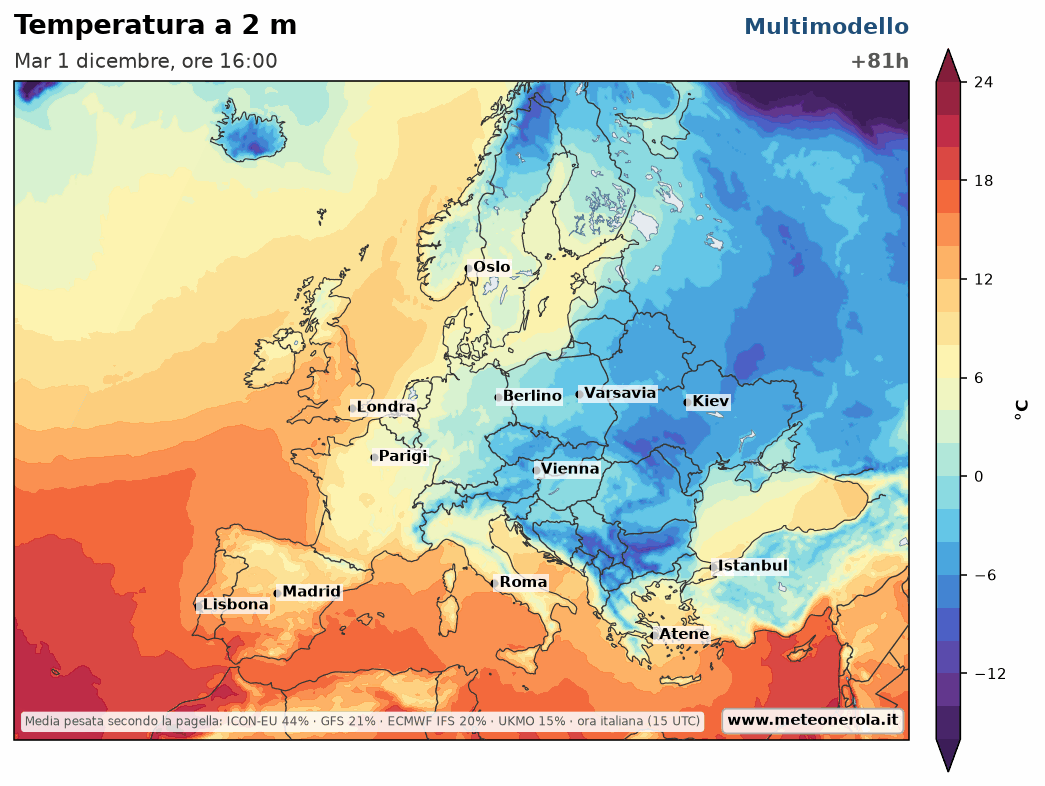 Temperatura a 2 m
Multimodello
Mar 1 dicembre, ore 16:00
+81h
24
18
12
6
0
−6
−12
°C
Oslo
Berlino
Varsavia
Kiev
Londra
Parigi
Vienna
Istanbul
Roma
Madrid
Lisbona
Atene
Media pesata secondo la pagella: ICON-EU 44% · GFS 21% · ECMWF IFS 20% · UKMO 15% · ora italiana (15 UTC)
www.meteonerola.it